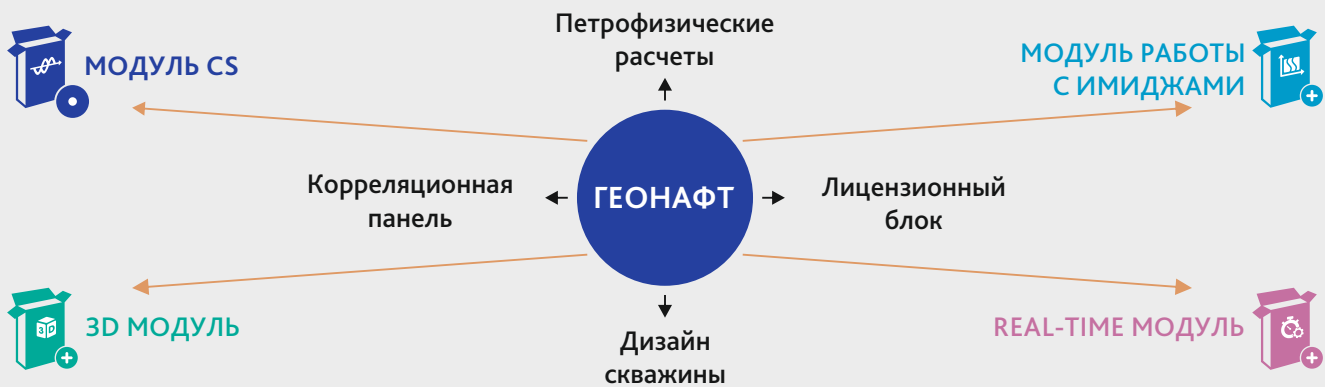 Петрофизические
расчеты
МОДУЛЬ CS
МОДУЛЬ РАБОТЫ
С ИМИДЖАМИ
Корреляционная
панель
ГЕОНАФТ
Лицензионный
блок
3D
3D МОДУЛЬ
REAL-TIME МОДУЛЬ
Дизайн
скважины